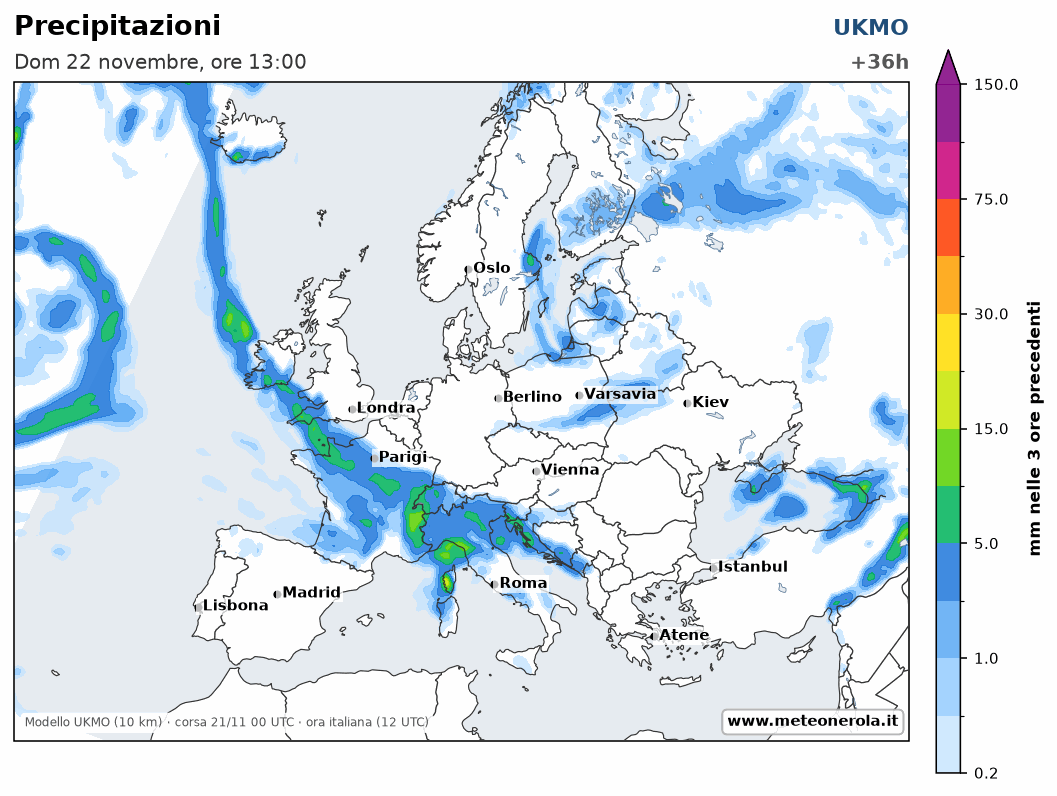 Precipitazioni
UKMO
Dom 22 novembre, ore 13:00
+36h
150.0
75.0
30.0
15.0
5.0
1.0
0.2
mm nelle 3 ore precedenti
Oslo
Berlino
Varsavia
Kiev
Londra
Parigi
Vienna
Istanbul
Roma
Madrid
Lisbona
Atene
Modello UKMO (10 km) · corsa 21/11 00 UTC · ora italiana (12 UTC)
www.meteonerola.it